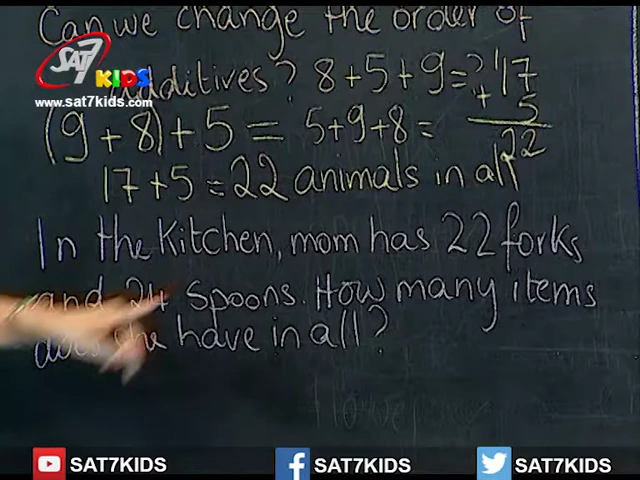 Can we change the order of
additives? 8+5+9=? 17
+ 5
(9+8)+5 = 5+9+8= 22
17+5=22 animals in all
In the Kitchen, mom has 22 forks
and 24 spoons. How many items
does she have in all?
SAT7
KIDS
www.sat7kids.com
SAT7KIDS
SAT7KIDS
SAT7KIDS